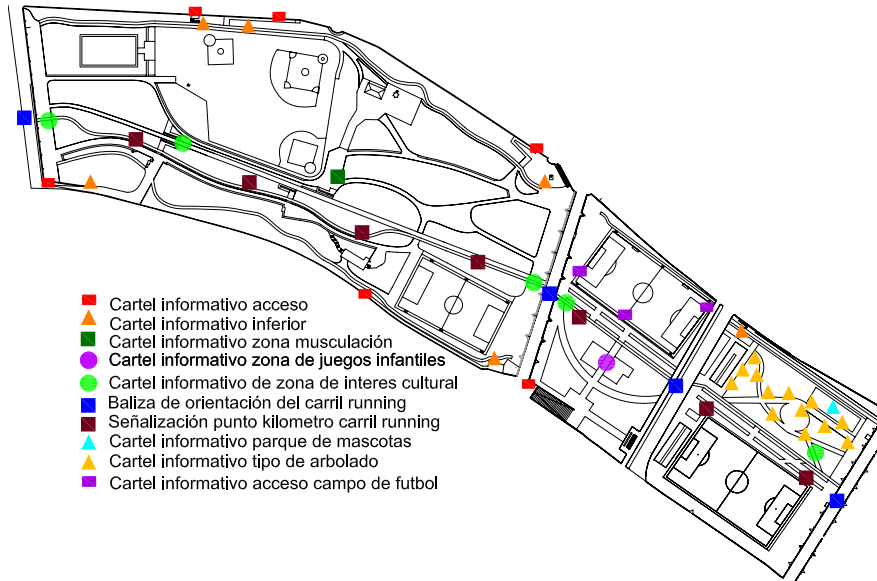 Cartel informativo acceso
Cartel informativo inferior
Cartel informativo zona musculación
Cartel informativo zona de juegos infantiles
Cartel informativo de zona de interes cultural
Baliza de orientación del carril running
Señalización punto kilometro carril running
Cartel informativo parque de mascotas
Cartel informativo tipo de arbolado
Cartel informativo acceso campo de futbol